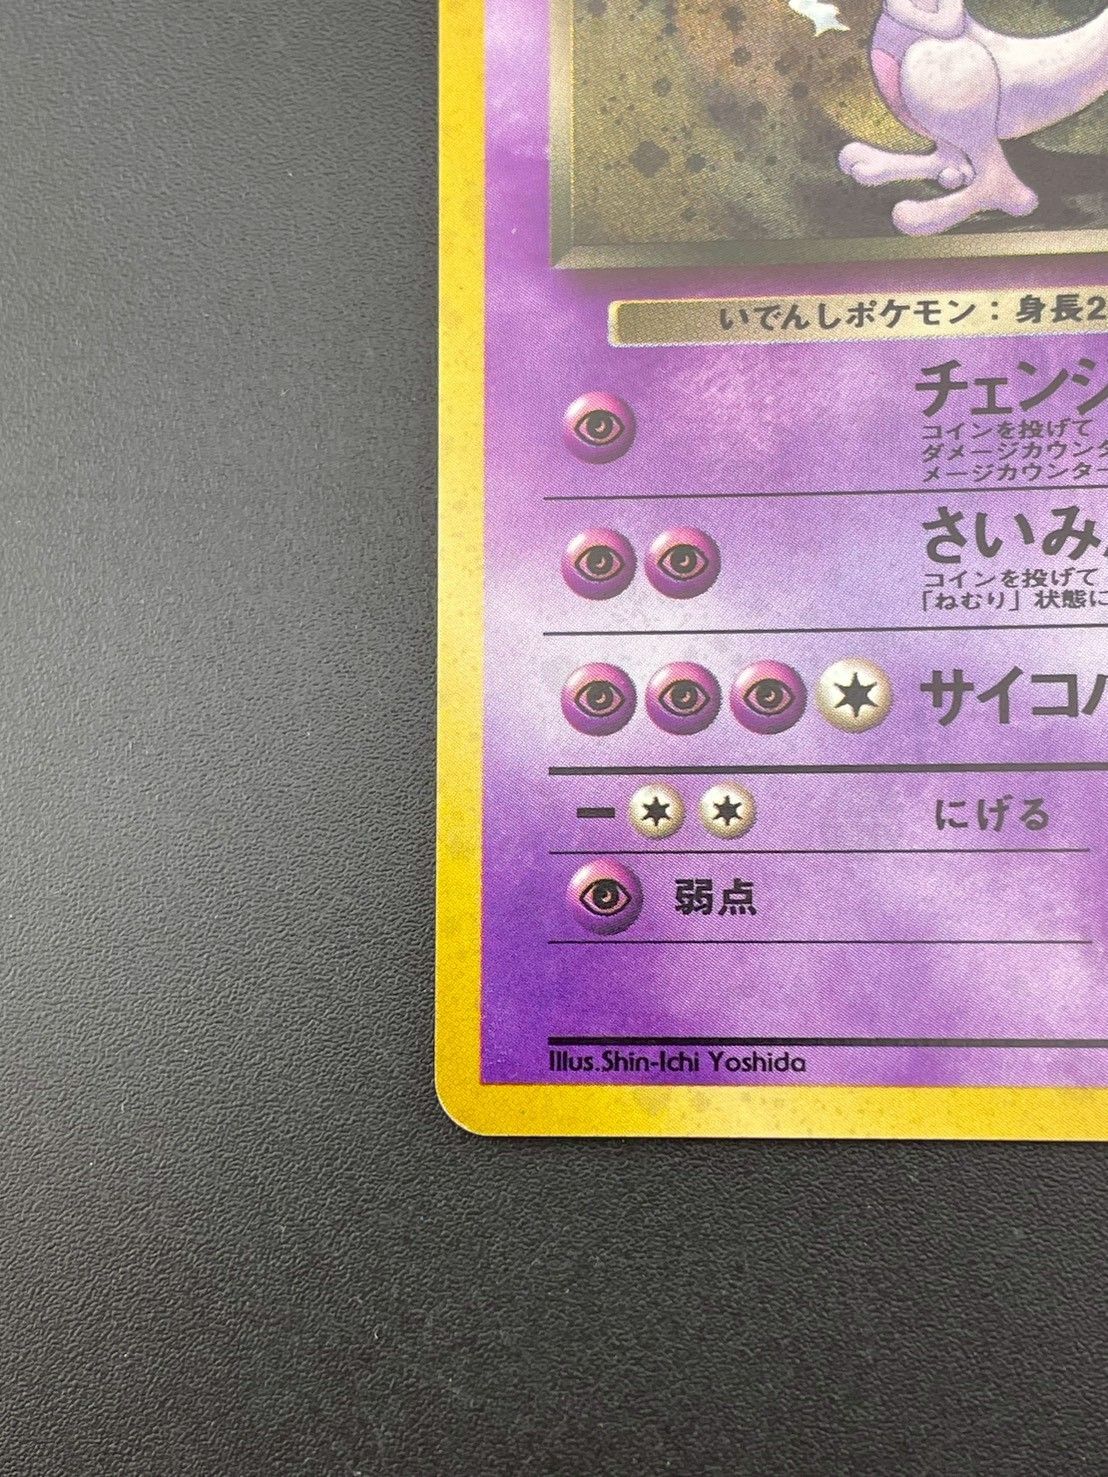 いでんしポケモン：身長2
チェンジ
コインを投げて
ダメージカウンタ
メージカウンター
さいみ
コインを投げて
「ねむり」状態に
サイコ
にげる
弱点
Illus.Shin-Ichi Yoshida